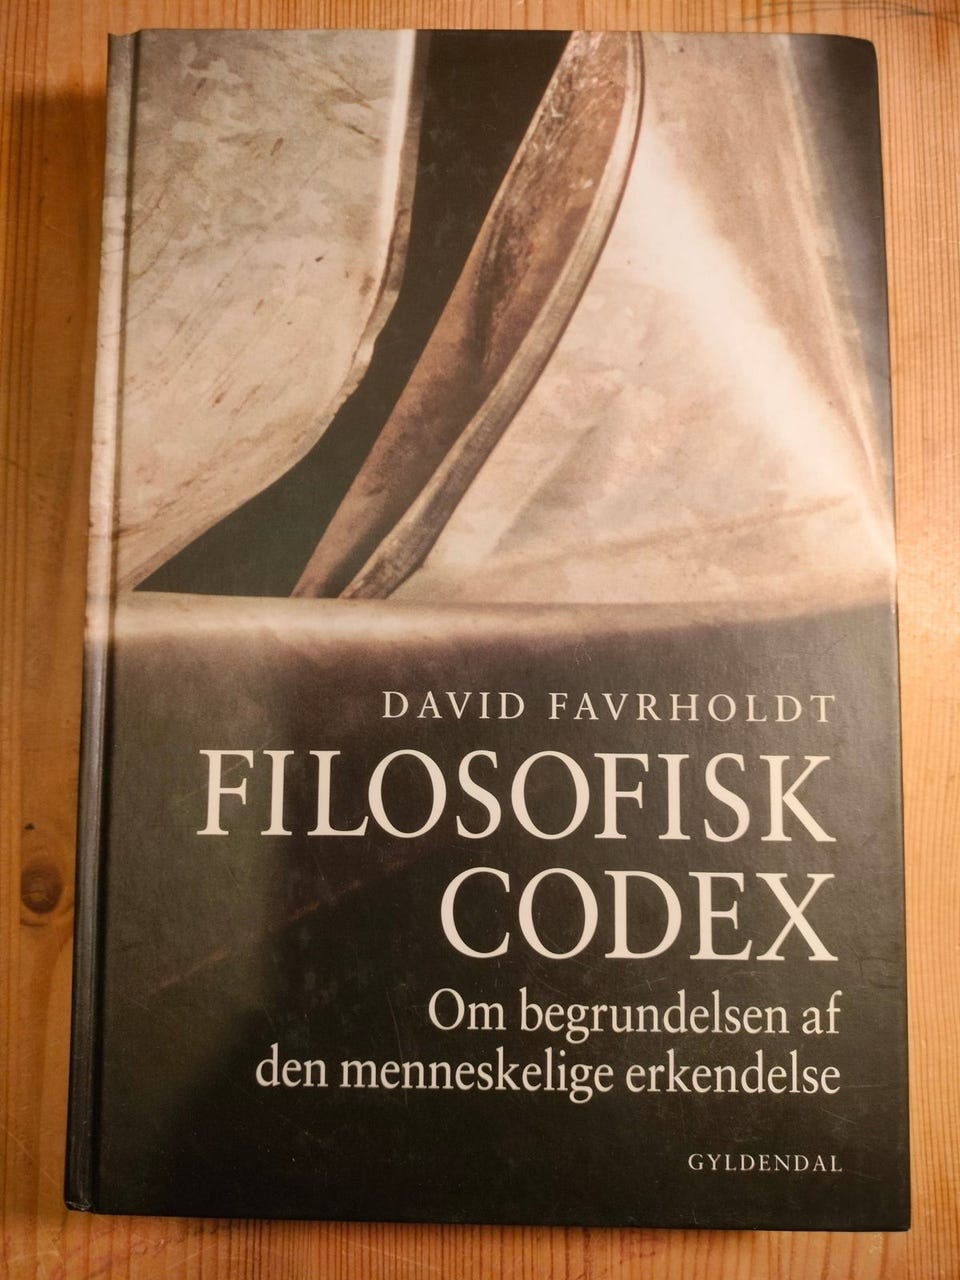 DAVID FAVRHOLDT
FILOSOFISK
CODEX
Om begrundelsen af
den menneskelige erkendelse
GYLDENDAL